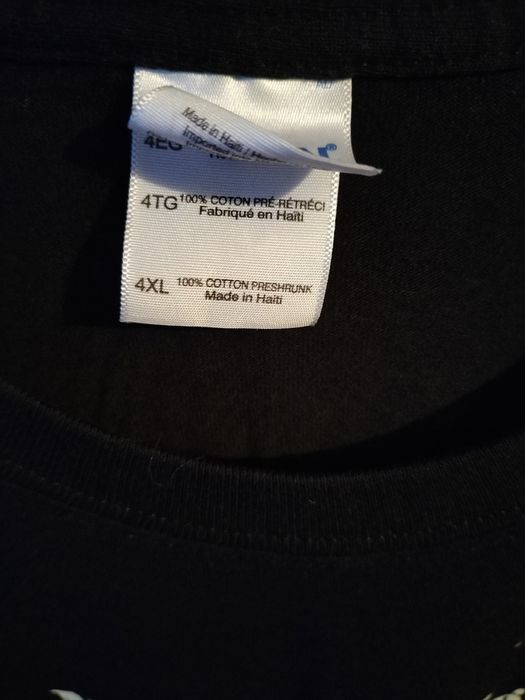 Made in Haiti
Imported
4EG
4TG 100% COTON PRÉ-RÉTRÉCI
Fabriqué en Haïti
4XL 100% COTTON PRESHRUNK
Made in Haiti